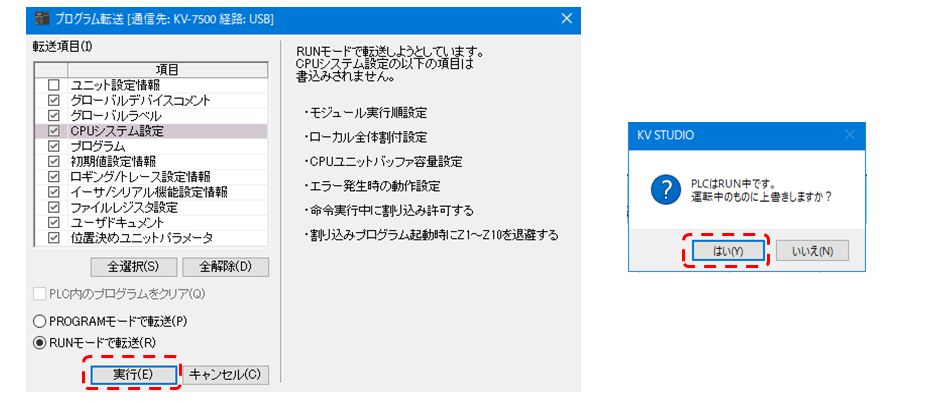 プログラム転送 [通信先: KV-7500 経路: USB]
転送項目(I)
項目
ユニット設定情報
グローバルデバイスコメント
グローバルラベル
CPUシステム設定
プログラム
初期値設定情報
ロギング/トレース設定情報
イーサ/シリアル機能設定情報
ファイルレジスタ設定
ユーザドキュメント
位置決めユニットパラメータ
全選択(S)
全解除(D)
PLC内のプログラムをクリア(Q)
PROGRAMモードで転送(P)
RUNモードで転送(R)
実行(E)
キャンセル(C)
RUNモードで転送しようとしています。
CPUシステム設定の以下の項目は
書込みされません。
・モジュール実行順設定
・ローカル全体割付設定
・CPUユニットバッファ容量設定
・エラー発生時の動作設定
・命令実行中に割り込み許可する
・割り込みプログラム起動時にZ1～Z10を退避する
KV STUDIO
PLCはRUN中です。
運転中のものに上書きしますか？
はい(Y)
いいえ(N)